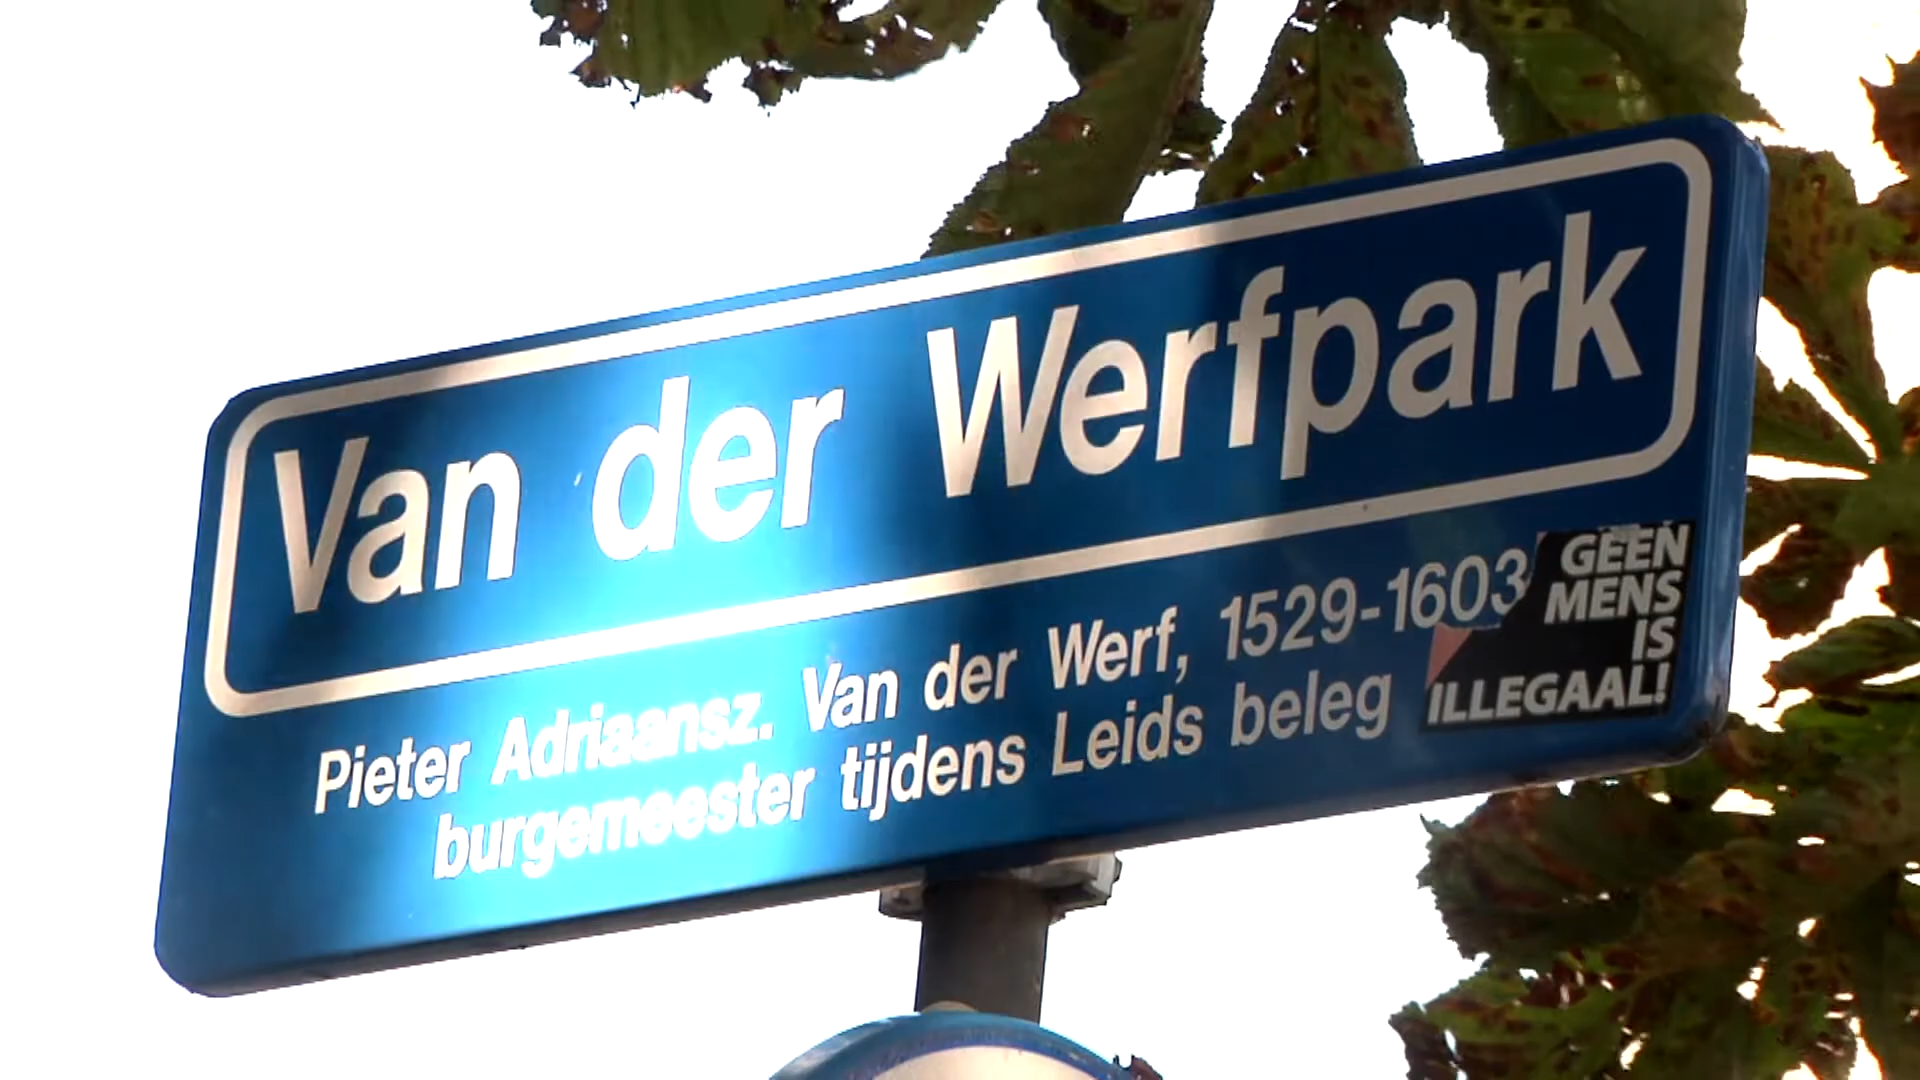 Van der Werfpark
Pieter Adriaansz. Van der Werf, 1529-1603
burgemeester tijdens Leids beleg
GEEN
MENS
IS
ILLEGAAL!